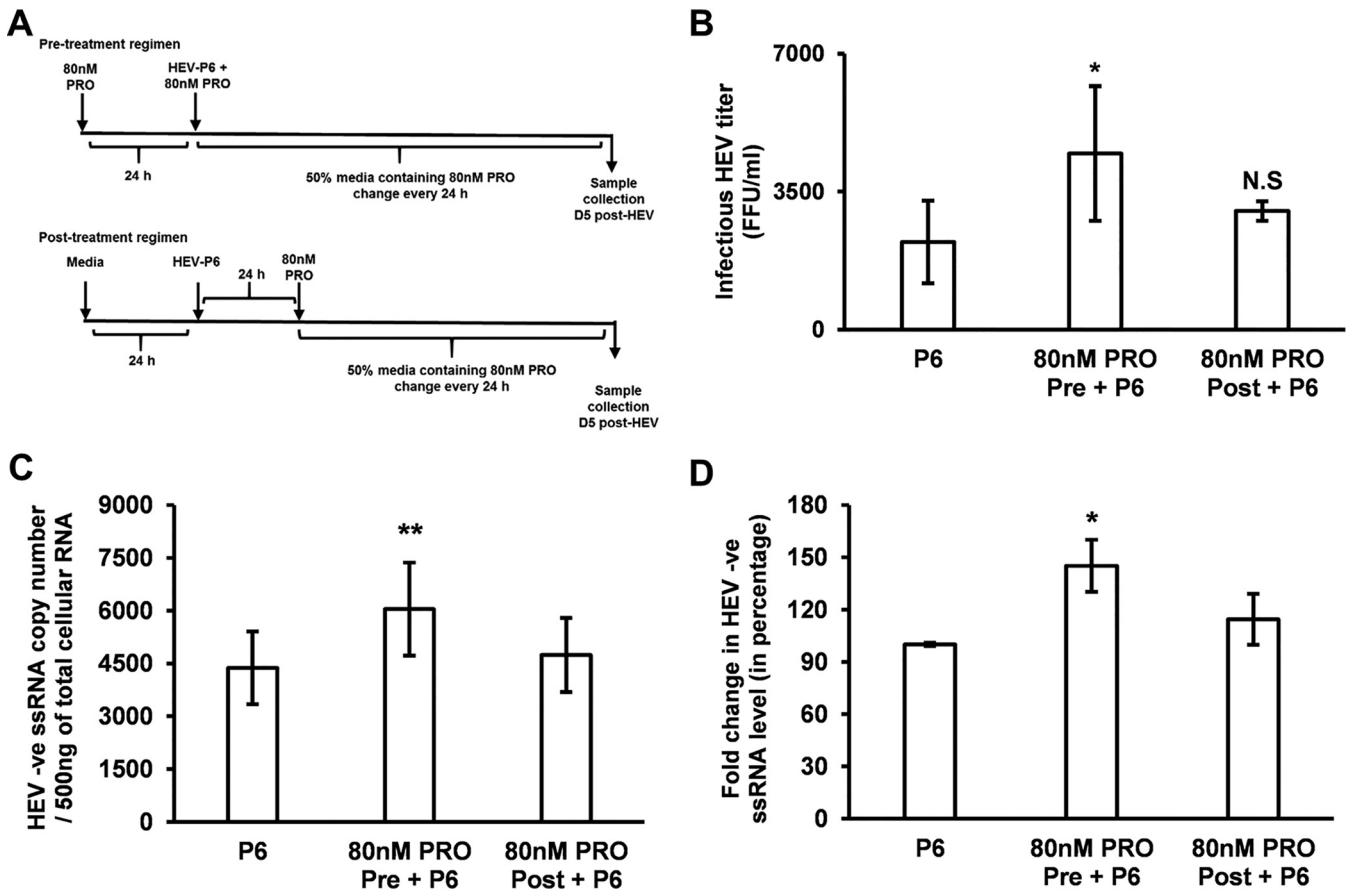 A
Pre-treatment regimen
80nM
PRO
HEV-P6 +
80nM PRO
24 h
50% media containing 80nM PRO
change every 24 h
Sample
collection
D5 post-HEV
Post-treatment regimen
Media
HEV-P6
24 h
80nM
PRO
24 h
50% media containing 80nM PRO
change every 24 h
Sample
collection
D5 post-HEV
B
Infectious HEV titer
(FFU/ml)
7000
3500
0
*
N.S
P6
80nM PRO
Pre + P6
80nM PRO
Post + P6
C
HEV -ve ssRNA copy number
/ 500ng of total cellular RNA
9000
7500
6000
4500
3000
1500
0
**
P6
80nM PRO
Pre + P6
80nM PRO
Post + P6
D
Fold change in HEV -ve
ssRNA level (in percentage)
180
150
120
90
60
30
0
*
P6
80nM PRO
Pre + P6
80nM PRO
Post + P6